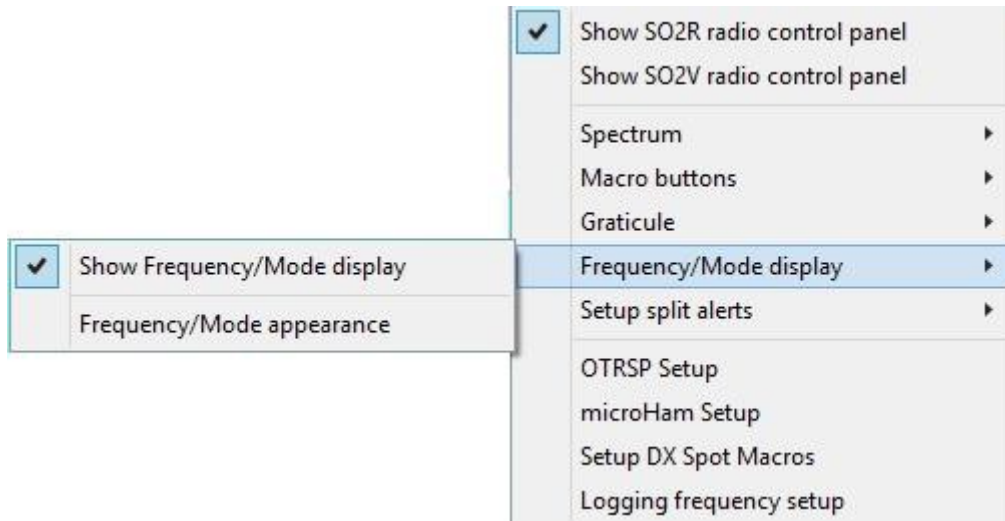 Show SO2R radio control panel
Show SO2V radio control panel
Spectrum
Macro buttons
Graticule
Frequency/Mode display
Setup split alerts
OTRSP Setup
microHam Setup
Setup DX Spot Macros
Logging frequency setup
Show Frequency/Mode display
Frequency/Mode appearance